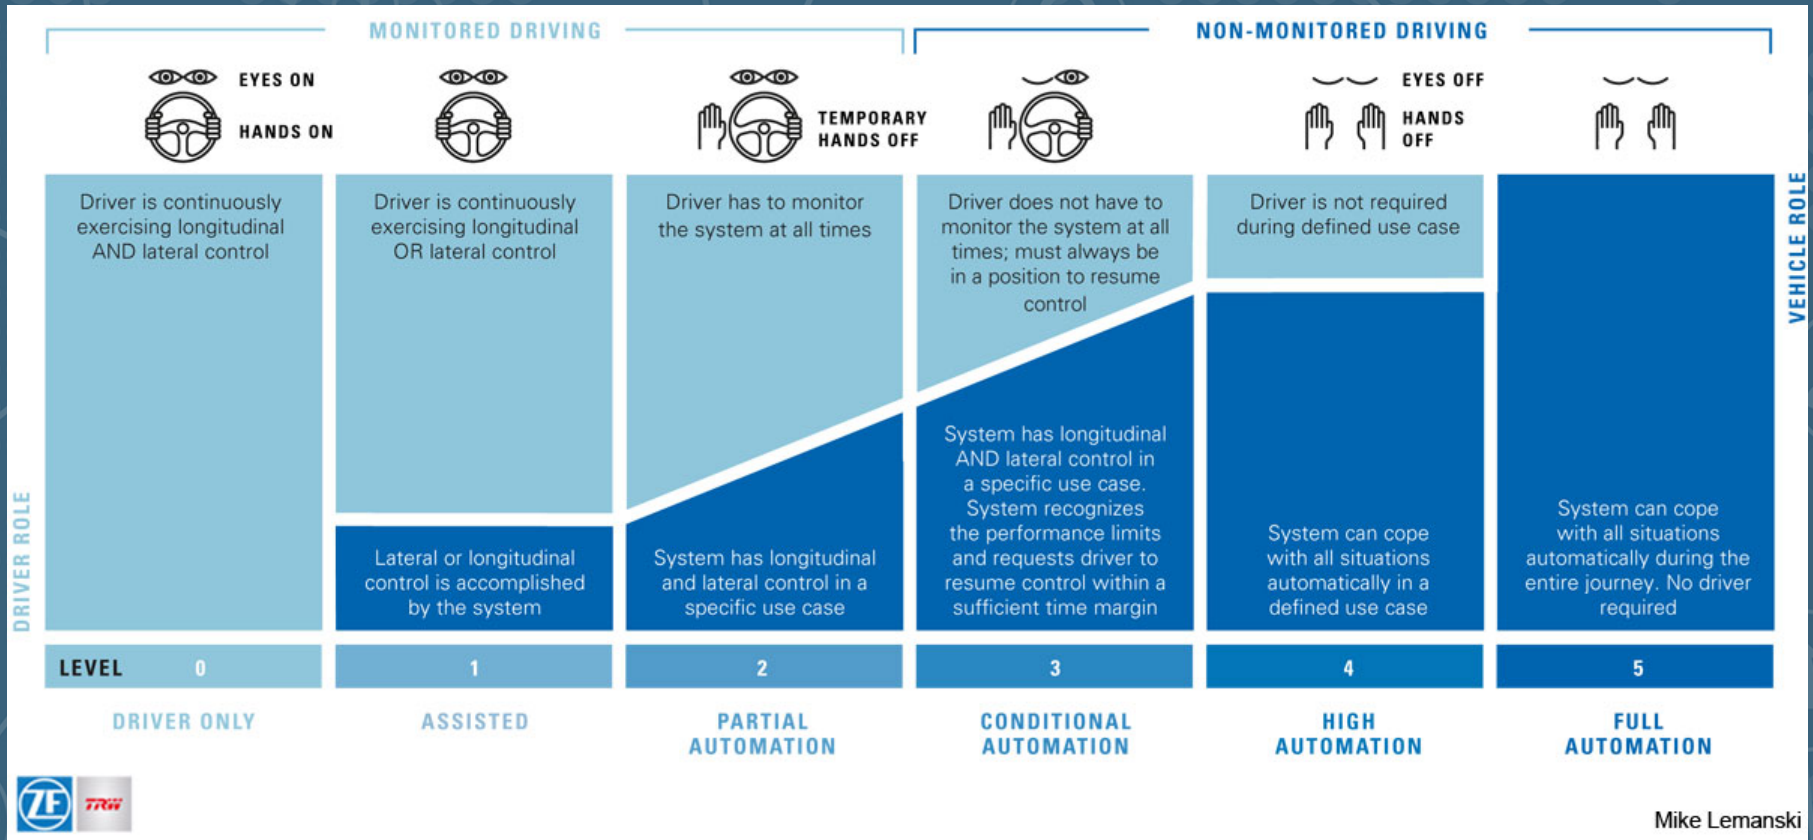 MONITORED DRIVING
NON-MONITORED DRIVING
EYES ON
HANDS ON
TEMPORARY
HANDS OFF
EYES OFF
HANDS
OFF
Driver is continuously
exercising longitudinal
AND lateral control
Driver is continuously
exercising longitudinal
OR lateral control
Driver has to monitor
the system at all times
Driver does not have to
monitor the system at all
times; must always be
in a position to resume
control
Driver is not required
during defined use case
VEHICLE ROLE
DRIVER ROLE
Lateral or longitudinal
control is accomplished
by the system
System has longitudinal
and lateral control in a
specific use case
System has longitudinal
AND lateral control in
a specific use case.
System recognizes
the performance limits
and requests driver to
resume control within a
sufficient time margin
System can cope
with all situations
automatically in a
defined use case
System can cope
with all situations
automatically during the
entire journey. No driver
required
LEVEL 0 1 2 3 4 5
DRIVER ONLY
ASSISTED
PARTIAL
AUTOMATION
CONDITIONAL
AUTOMATION
HIGH
AUTOMATION
FULL
AUTOMATION
ZF
TRW
Mike Lemanski